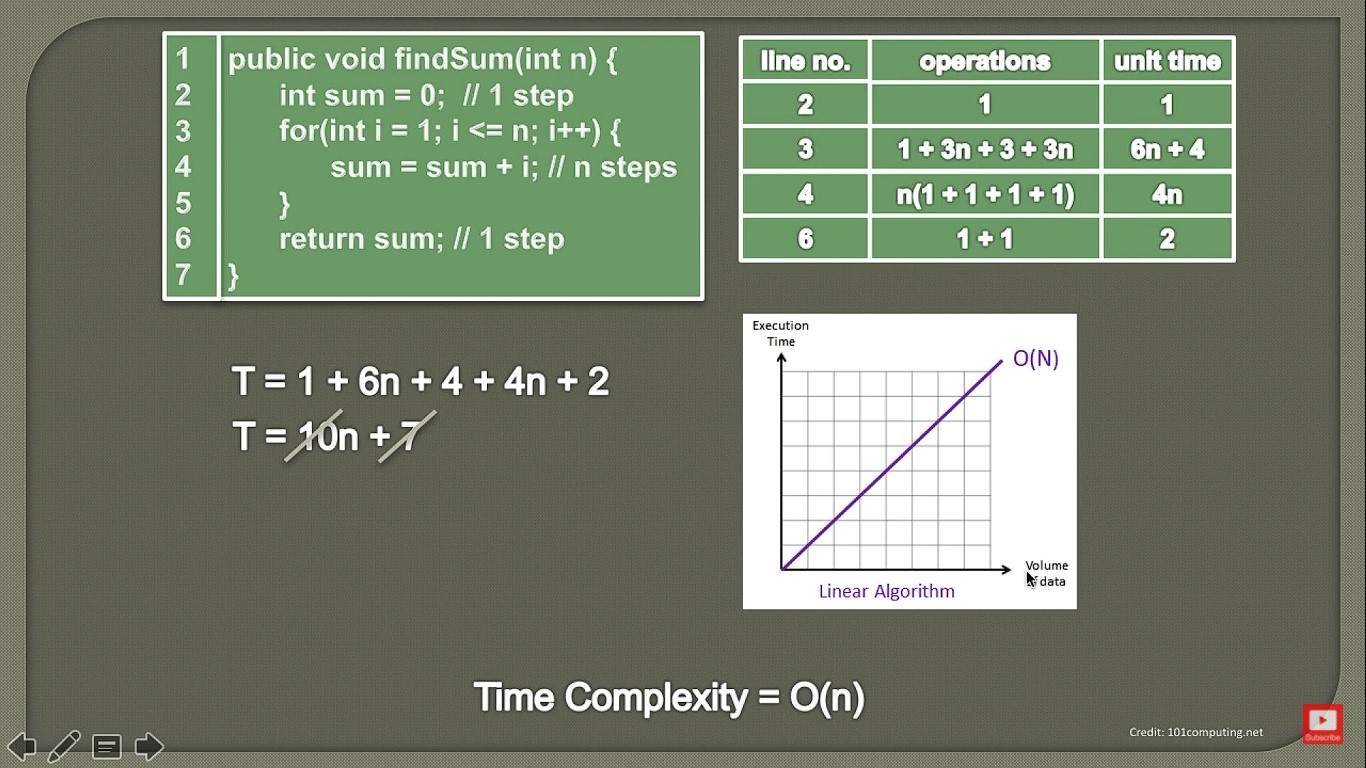 1 public void findSum(int n) {
2 int sum = 0; // 1 step
3 for(int i = 1; i <= n; i++) {
4 sum = sum + i; // n steps
5 }
6 return sum; // 1 step
7 }
line no. operations unit time
2 1 1
3 1 + 3n + 3 + 3n 6n + 4
4 n(1 + 1 + 1 + 1) 4n
6 1 + 1 2
T = 1 + 6n + 4 + 4n + 2
T = 10n + 7
Execution
Time
O(N)
Volume
of data
Linear Algorithm
Time Complexity = O(n)
Credit: 101computing.net
Subscribe